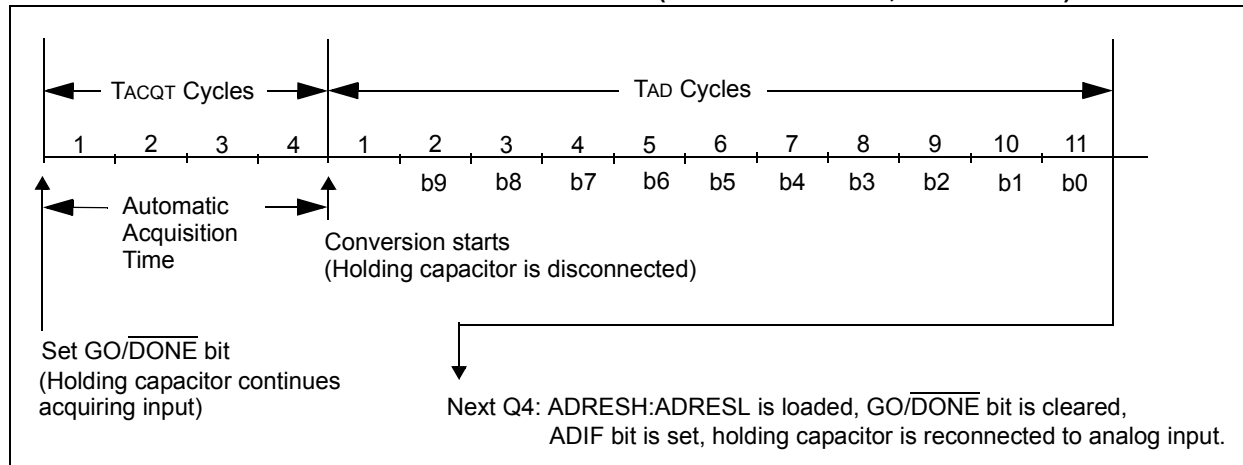 TACQT Cycles TAD Cycles
1 2 3 4 1 2 3 4 5 6 7 8 9 10 11
b9 b8 b7 b6 b5 b4 b3 b2 b1 b0
Automatic
Acquisition
Time
Conversion starts
(Holding capacitor is disconnected)
Set GO/DONE bit
(Holding capacitor continues
acquiring input)
Next Q4: ADRESH:ADRESL is loaded, GO/DONE bit is cleared,
ADIF bit is set, holding capacitor is reconnected to analog input.